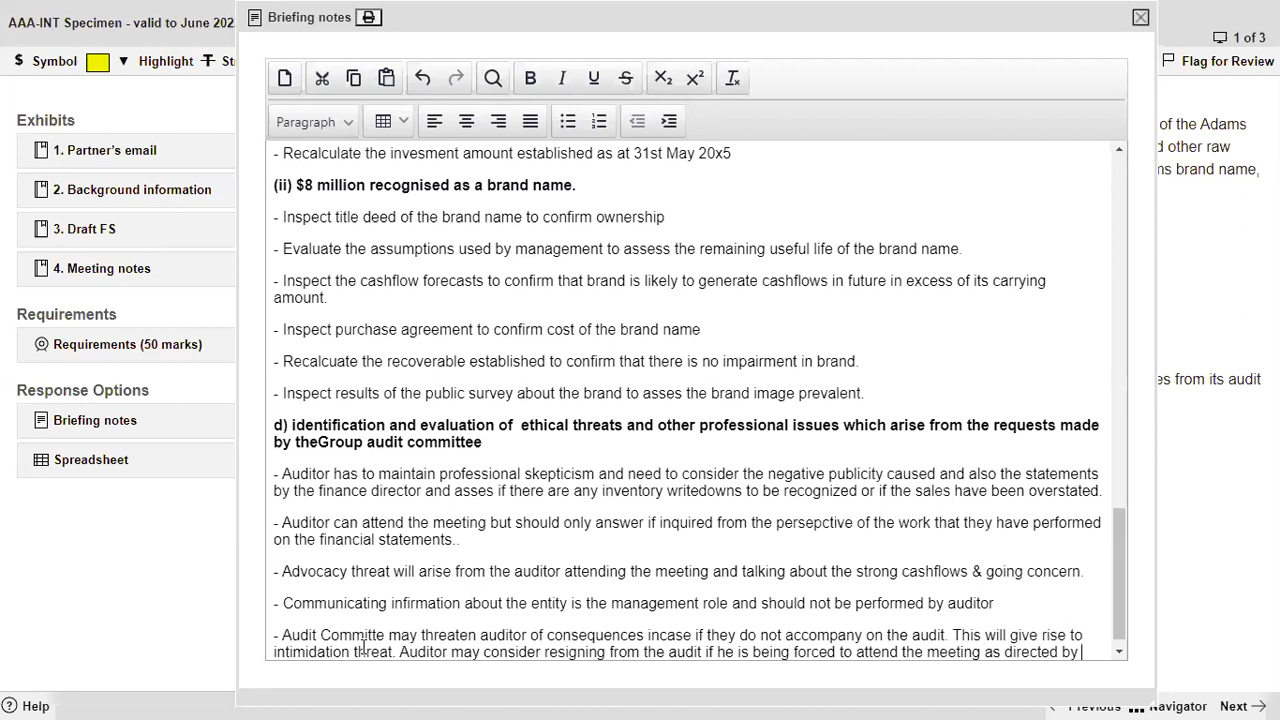 AAA-INT Specimen - valid to June 202
Briefing notes
1 of 3
Symbol
Highlight
Flag for Review
Paragraph
Exhibits
1. Partner's email
2. Background information
3. Draft FS
4. Meeting notes
Requirements
Requirements (50 marks)
Response Options
Briefing notes
Spreadsheet
- Recalculate the invesment amount established as at 31st May 20x5
(ii) $8 million recognised as a brand name.
- Inspect title deed of the brand name to confirm ownership
- Evaluate the assumptions used by management to assess the remaining useful life of the brand name.
- Inspect the cashflow forecasts to confirm that brand is likely to generate cashflows in future in excess of its carrying
amount.
- Inspect purchase agreement to confirm cost of the brand name
- Recalcuate the recoverable established to confirm that there is no impairment in brand.
- Inspect results of the public survey about the brand to asses the brand image prevalent.
d) identification and evaluation of ethical threats and other professional issues which arise from the requests made
by theGroup audit committee
- Auditor has to maintain professional skepticism and need to consider the negative publicity caused and also the statements
by the finance director and asses if there are any inventory writedowns to be recognized or if the sales have been overstated.
- Auditor can attend the meeting but should only answer if inquired from the persepctive of the work that they have performed
on the financial statements..
- Advocacy threat will arise from the auditor attending the meeting and talking about the strong cashflows & going concern.
- Communicating infirmation about the entity is the management role and should not be performed by auditor
- Audit Committe may threaten auditor of consequences incase if they do not accompany on the audit. This will give rise to
intimidation threat. Auditor may consider resigning from the audit if he is being forced to attend the meeting as directed by
of the Adams
nd other raw
ms brand name,
es from its audit
Help
Previous
Navigator
Next